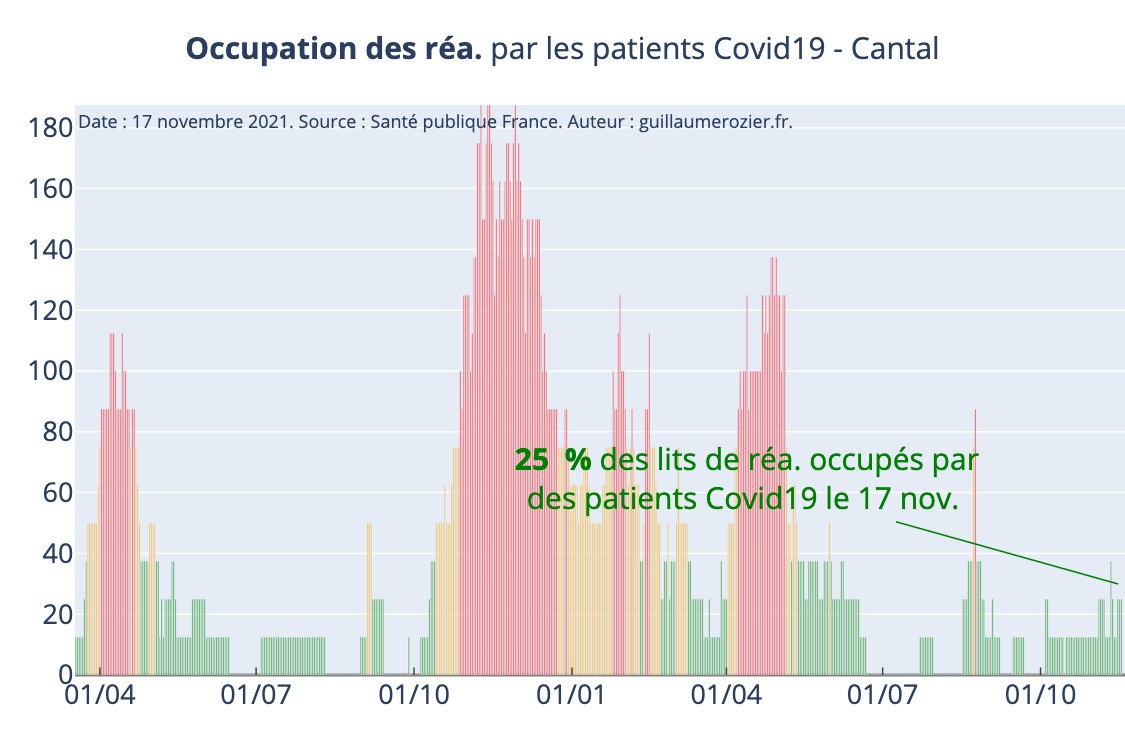 Occupation des réa. par les patients Covid19 - Cantal
Date : 17 novembre 2021. Source : Santé publique France. Auteur : guillaumerozier.fr.
180
160
140
120
100
80
60
40
20
0
25 % des lits de réa. occupés par
des patients Covid19 le 17 nov.
01/04 01/07 01/10 01/01 01/04 01/07 01/10